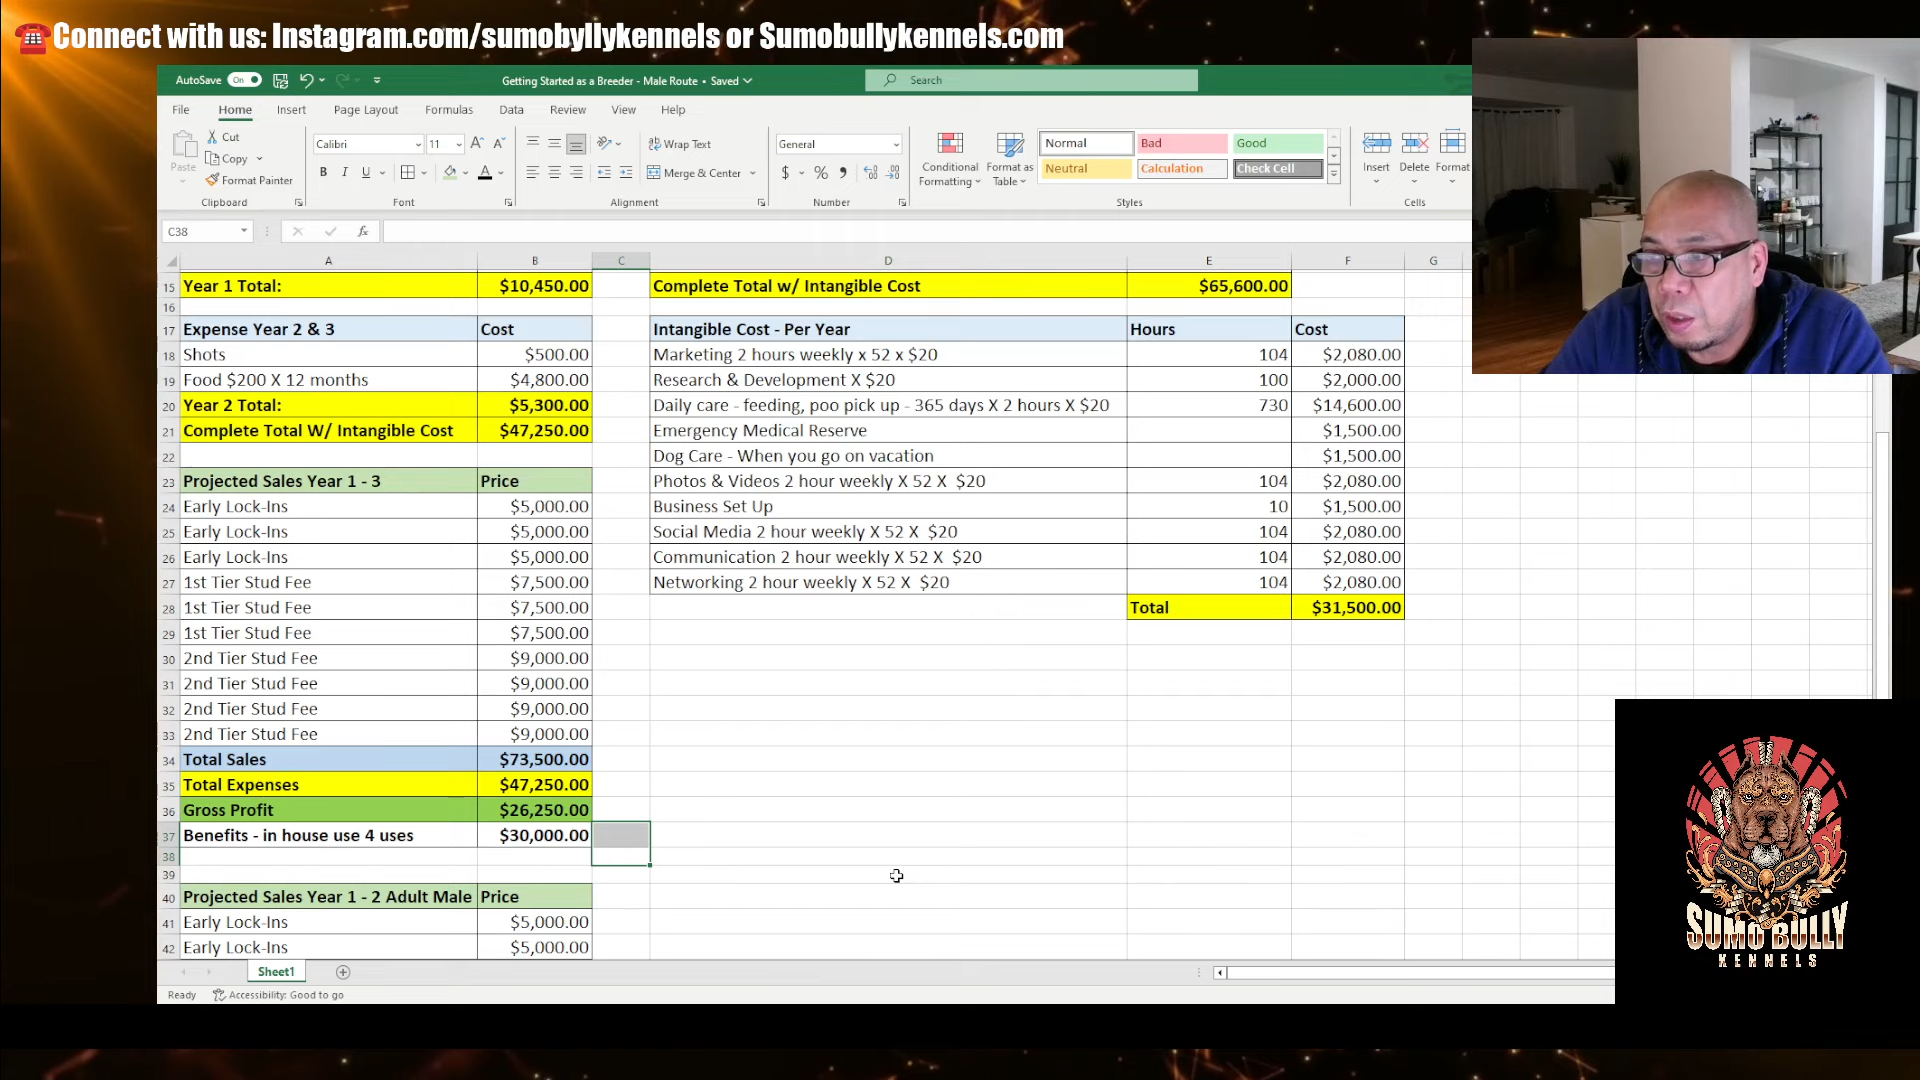 ☎️Connect with us: Instagram.com/sumobyllykennels or Sumobullykennels.com
AutoSave On Getting Started as a Breeder - Male Route • Saved Search
File Home Insert Page Layout Formulas Data Review View Help
Paste Cut Copy Format Painter
Calibri 11 A A B I U A
Wrap Text Merge & Center
General $ % ,
Conditional Formatting Format as Table
Normal Bad Good
Neutral Calculation Check Cell
Insert Delete Format
Clipboard Font Alignment Number Styles Cells
C38 fx
A B C D E F G
15 Year 1 Total: $10,450.00 Complete Total w/ Intangible Cost $65,600.00
16
17 Expense Year 2 & 3 Cost Intangible Cost - Per Year Hours Cost
18 Shots $500.00 Marketing 2 hours weekly x 52 x $20 104 $2,080.00
19 Food $200 X 12 months $4,800.00 Research & Development X $20 100 $2,000.00
20 Year 2 Total: $5,300.00 Daily care - feeding, poo pick up - 365 days X 2 hours X $20 730 $14,600.00
21 Complete Total W/ Intangible Cost $47,250.00 Emergency Medical Reserve $1,500.00
22 Dog Care - When you go on vacation $1,500.00
23 Projected Sales Year 1 - 3 Price Photos & Videos 2 hour weekly X 52 X $20 104 $2,080.00
24 Early Lock-Ins $5,000.00 Business Set Up 10 $1,500.00
25 Early Lock-Ins $5,000.00 Social Media 2 hour weekly X 52 X $20 104 $2,080.00
26 Early Lock-Ins $5,000.00 Communication 2 hour weekly X 52 X $20 104 $2,080.00
27 1st Tier Stud Fee $7,500.00 Networking 2 hour weekly X 52 X $20 104 $2,080.00
28 1st Tier Stud Fee $7,500.00 Total $31,500.00
29 1st Tier Stud Fee $7,500.00
30 2nd Tier Stud Fee $9,000.00
31 2nd Tier Stud Fee $9,000.00
32 2nd Tier Stud Fee $9,000.00
33 2nd Tier Stud Fee $9,000.00
34 Total Sales $73,500.00
35 Total Expenses $47,250.00
36 Gross Profit $26,250.00
37 Benefits - in house use 4 uses $30,000.00
38
39
40 Projected Sales Year 1 - 2 Adult Male Price
41 Early Lock-Ins $5,000.00
42 Early Lock-Ins $5,000.00
Sheet1
Ready Accessibility: Good to go
SUMO BULLY
KENNELS